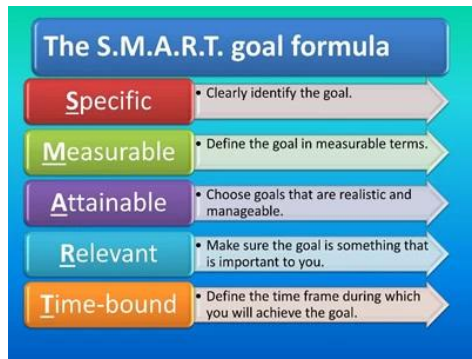 The S.M.A.R.T. goal formula
Specific
• Clearly identify the goal.
Measurable
• Define the goal in measurable terms.
Attainable
• Choose goals that are realistic and
manageable.
Relevant
• Make sure the goal is something that
is important to you.
Time-bound
• Define the time frame during which
you will achieve the goal.